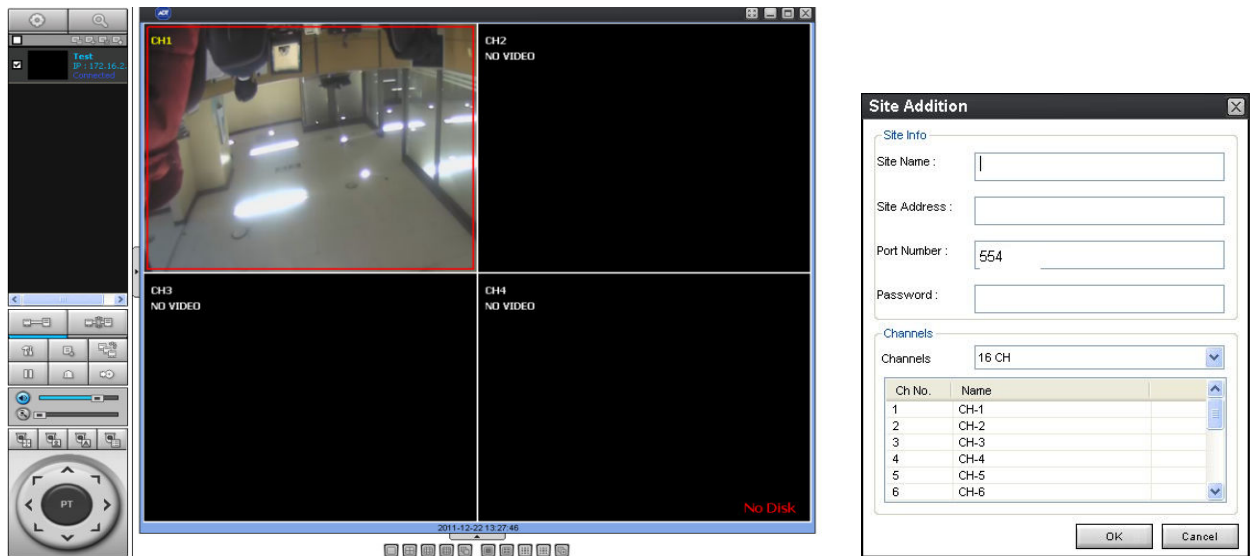 Test
IP : 172.16.2.
Connected
PT
ADT
CH1
CH2
NO VIDEO
CH3
NO VIDEO
CH4
NO VIDEO
No Disk
2011-12-22 13:27:46
Site Addition
Site Info
Site Name :
Site Address :
Port Number : 554
Password :
Channels
Channels 16 CH
Ch No. Name
1 CH-1
2 CH-2
3 CH-3
4 CH-4
5 CH-5
6 CH-6
OK Cancel